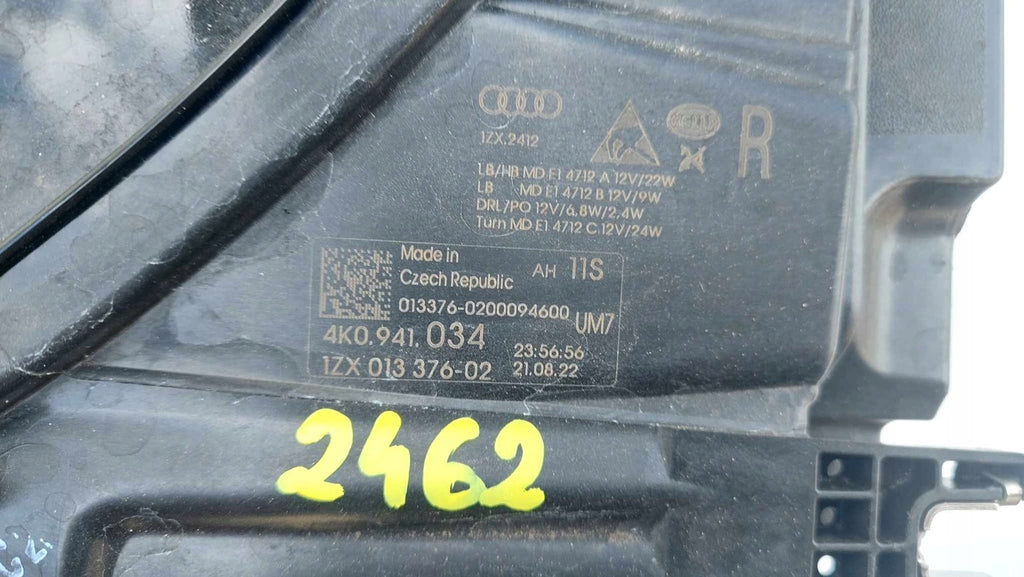 1ZX.2412
R
LB/HB MD E1 4712 A 12V/22W
LB MD E1 4712 B 12V/9W
DRL/PO 12V/6,8W/2,4W
Turn MD E1 4712 C 12V/24W
Made in
Czech Republic
AH 11S
013376-0200094600
UM7
4K0.941.034
23:56:56
1ZX 013 376-02
21.08.22
2462